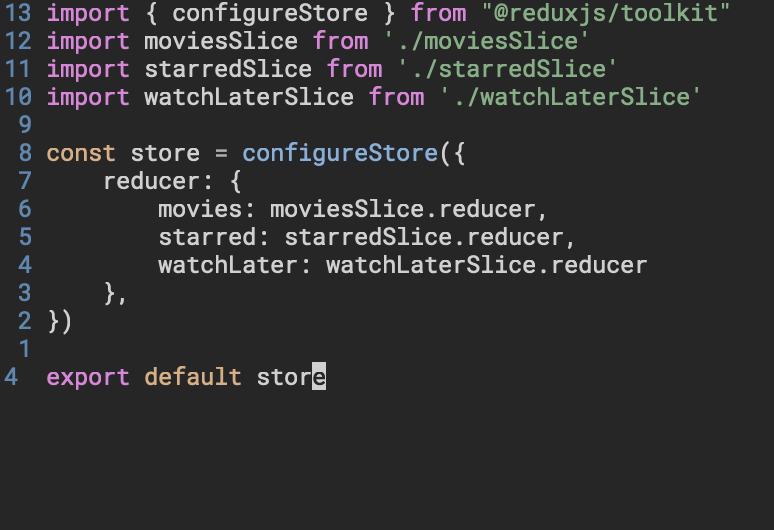 13 import { configureStore } from "@reduxjs/toolkit"
12 import moviesSlice from './moviesSlice'
11 import starredSlice from './starredSlice'
10 import watchLaterSlice from './watchLaterSlice'
9
8 const store = configureStore({
7     reducer: {
6         movies: moviesSlice.reducer,
5         starred: starredSlice.reducer,
4         watchLater: watchLaterSlice.reducer
3     },
2 })
1
4 export default store